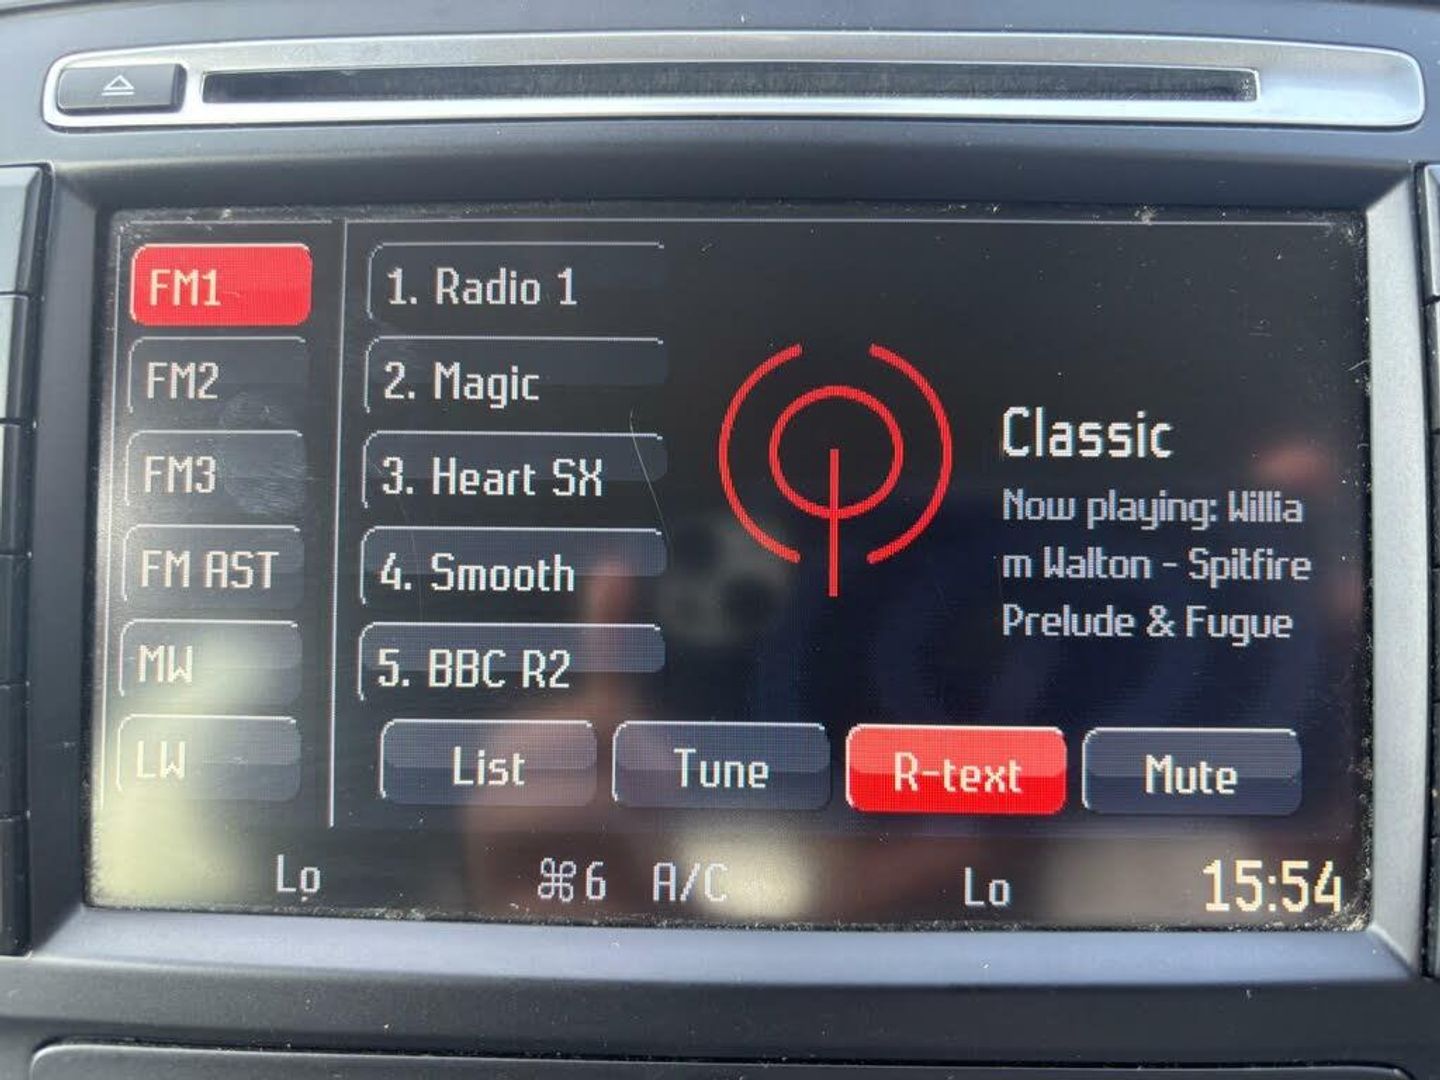 FM1
FM2
FM3
FM AST
MW
LW
1. Radio 1
2. Magic
3. Heart SX
4. Smooth
5. BBC R2
Classic
Now playing: Willia
m Walton - Spitfire
Prelude & Fugue
List Tune R-text Mute
Lo ⌘6 A/C Lo 15:54